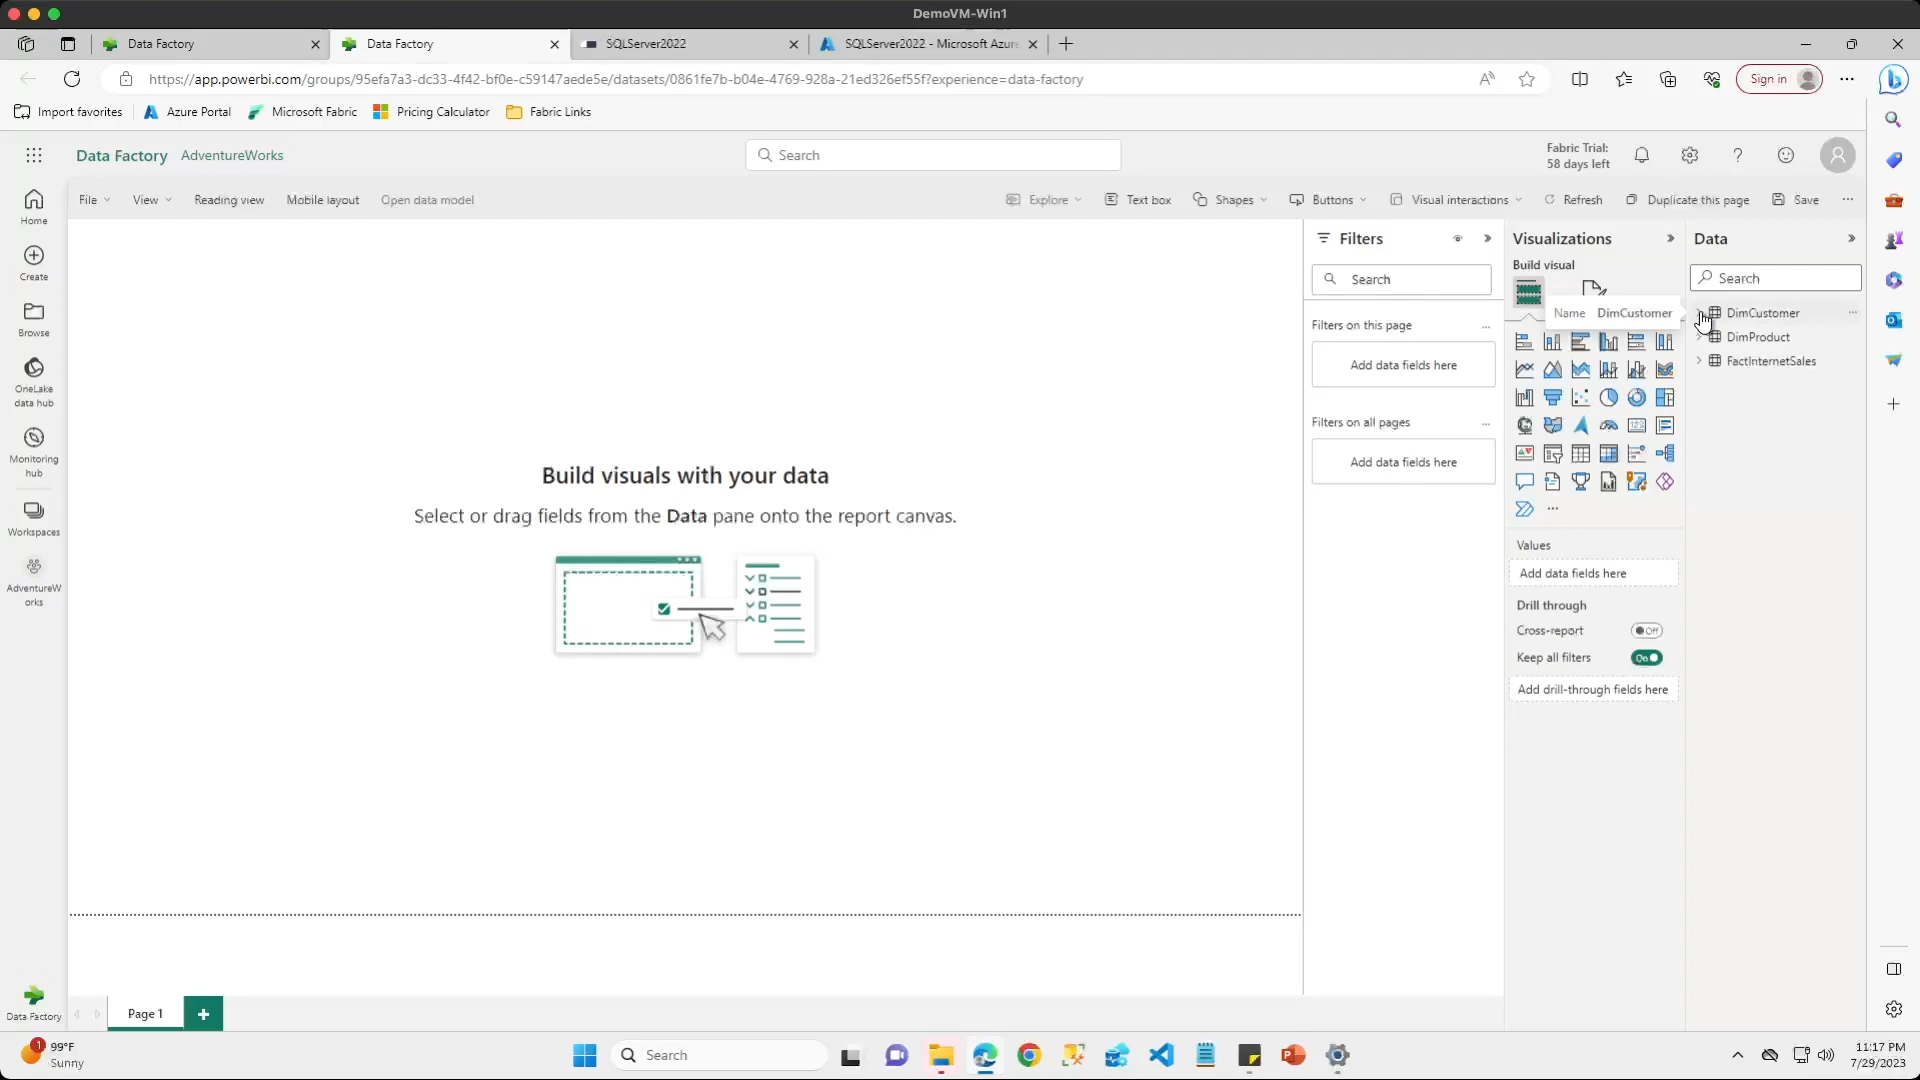 DemoVM-Win1
Data Factory
Data Factory
SQLServer2022
SQLServer2022 - Microsoft Azure
https://app.powerbi.com/groups/95efa7a3-dc33-4f42-bf0e-c59147aede5e/datasets/0861fe7b-b04e-4769-928a-21ed326ef55f?experience=data-factory
Sign in
Import favorites
Azure Portal
Microsoft Fabric
Pricing Calculator
Fabric Links
Data Factory
AdventureWorks
Search
Fabric Trial:
58 days left
File
View
Reading view
Mobile layout
Open data model
Explore
Text box
Shapes
Buttons
Visual interactions
Refresh
Duplicate this page
Save
Home
Create
Browse
OneLake
data hub
Monitoring
hub
Workspaces
AdventureW
orks
Data Factory
Build visuals with your data
Select or drag fields from the Data pane onto the report canvas.
Filters
Search
Filters on this page
Add data fields here
Filters on all pages
Add data fields here
Visualizations
Build visual
Name DimCustomer
Values
Add data fields here
Drill through
Cross-report
Off
Keep all filters
On
Add drill-through fields here
Data
Search
DimCustomer
DimProduct
FactInternetSales
Page 1
1
99°F
Sunny
Search
11:17 PM
7/29/2023